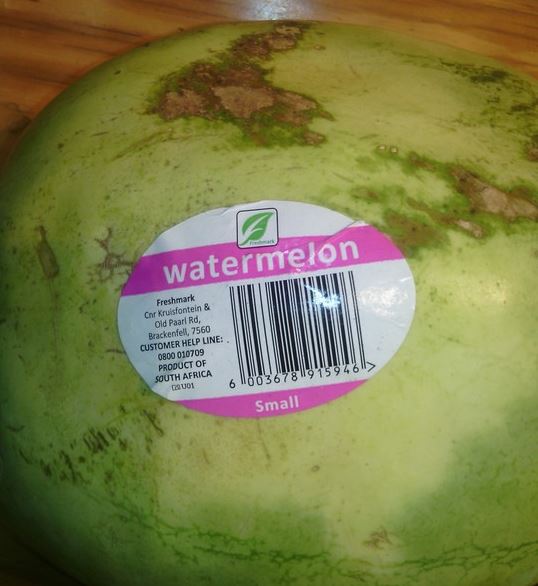 Freshmark
watermelon
Freshmark
Cnr Kruisfontein &
Old Paarl Rd,
Brackenfell, 7560
CUSTOMER HELP LINE:
0800 010709
PRODUCT OF
SOUTH AFRICA
6 003678 915946 >
Small